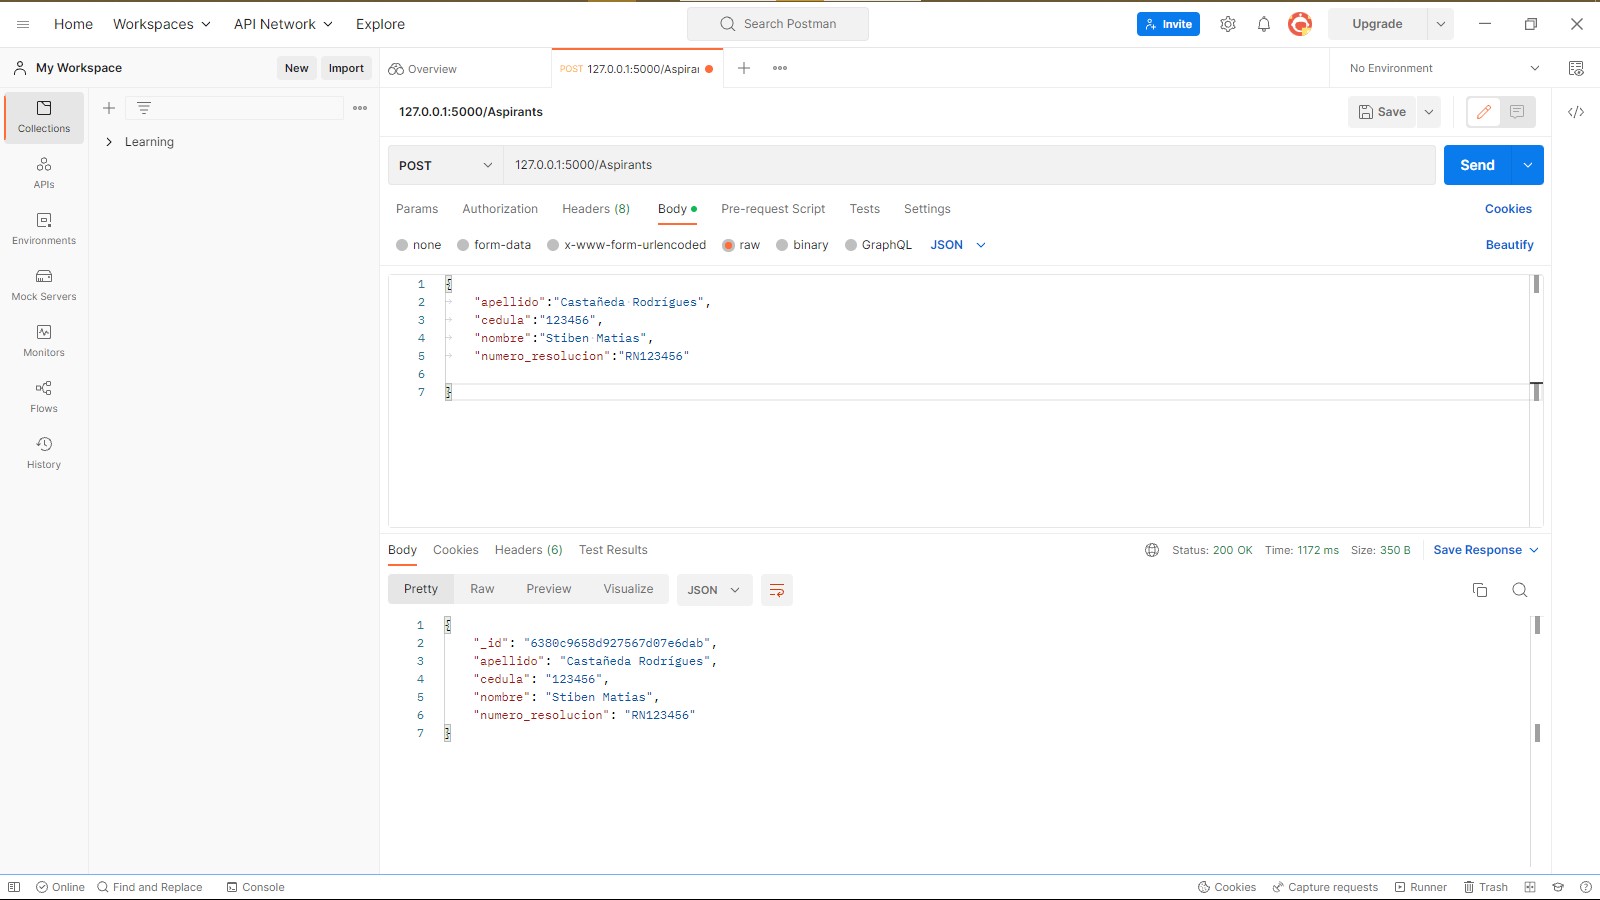 Home Workspaces API Network Explore Search Postman Invite Upgrade
My Workspace New Import Overview POST 127.0.0.1:5000/Aspirar No Environment
Collections
Learning
APIs
Environments
Mock Servers
Monitors
Flows
History
127.0.0.1:5000/Aspirants Save
POST 127.0.0.1:5000/Aspirants Send
Params Authorization Headers (8) Body Pre-request Script Tests Settings Cookies
none form-data x-www-form-urlencoded raw binary GraphQL JSON Beautify
1 {
2 "apellido":"Castañeda Rodrígues",
3 "cedula":"123456",
4 "nombre":"Stiben Matias",
5 "numero_resolucion":"RN123456"
6
7 }
Body Cookies Headers (6) Test Results Status: 200 OK Time: 1172 ms Size: 350 B Save Response
Pretty Raw Preview Visualize JSON
1 {
2 "_id": "6380c9658d927567d07e6dab",
3 "apellido": "Castañeda Rodrígues",
4 "cedula": "123456",
5 "nombre": "Stiben Matias",
6 "numero_resolucion": "RN123456"
7 }
Online Find and Replace Console Cookies Capture requests Runner Trash